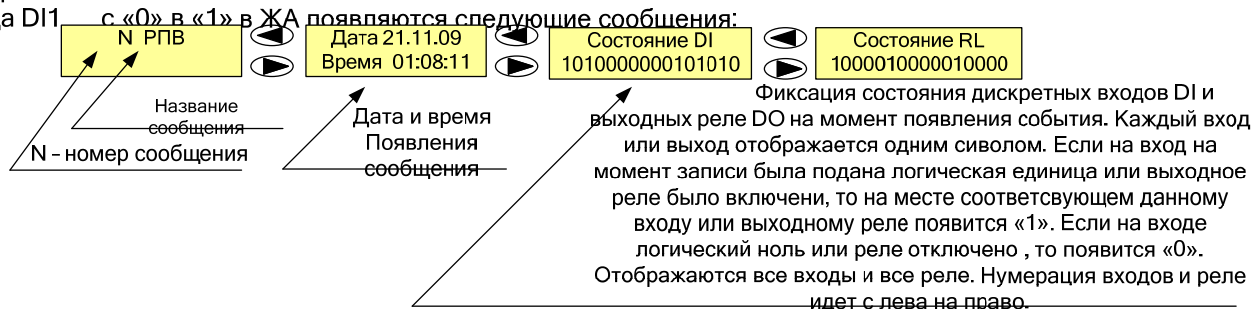 а DI1 с «0» в «1» в ЖА появляются следующие сообщения:
N РПВ
Дата 21.11.09
Время 01:08:11
Состояние DI
1010000000101010
Состояние RL
1000010000010000
Название
сообщения
N – номер сообщения
Дата и время
Появления
сообщения
Фиксация состояния дискретных входов DI и
выходных реле DO на момент появления события. Каждый вход
или выход отображается одним сиволом. Если на вход на
момент записи была подана логическая единица или выходное
реле было включени, то на месте соответсвующем данному
входу или выходному реле появится «1». Если на входе
логический ноль или реле отключено , то появится «0».
Отображаются все входы и все реле. Нумерация входов и реле
идет с лева на право.